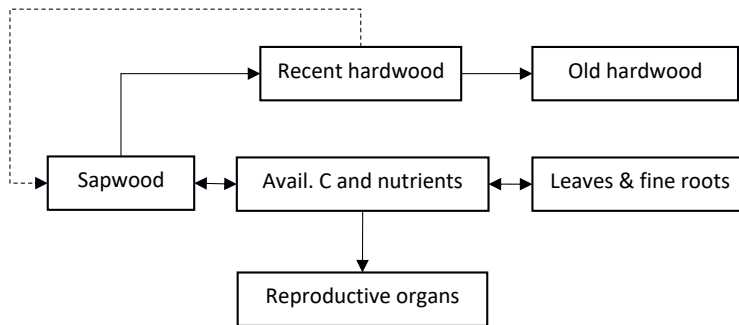 Recent hardwood
Old hardwood
Sapwood
Avail. C and nutrients
Leaves & fine roots
Reproductive organs